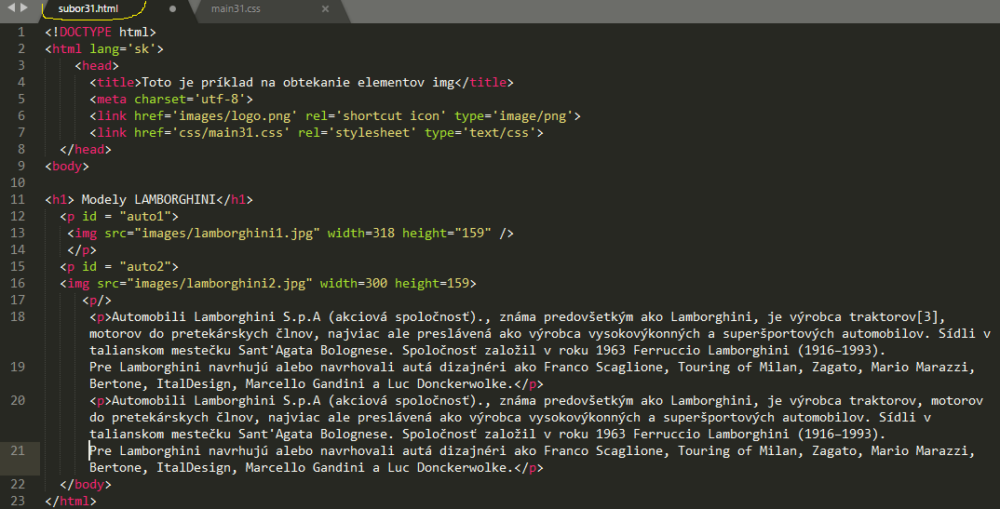 subor31.html main31.css
1 <!DOCTYPE html>
2 <html lang='sk'>
3 <head>
4 <title>Toto je príklad na obtekanie elementov img</title>
5 <meta charset='utf-8'>
6 <link href='images/logo.png' rel='shortcut icon' type='image/png'>
7 <link href='css/main31.css' rel='stylesheet' type='text/css'>
8 </head>
9 <body>
10
11 <h1> Modely LAMBORGHINI</h1>
12 <p id = "auto1">
13 <img src="images/lamborghini1.jpg" width=318 height="159" />
14 </p>
15 <p id = "auto2">
16 <img src="images/lamborghini2.jpg" width=300 height=159>
17 <p/>
18 <p>Automobili Lamborghini S.p.A (akciová spoločnosť)., známa predovšetkým ako Lamborghini, je výrobca traktorov[3],
motorov do pretekárskych člnov, najviac ale preslávená ako výrobca vysokovýkonných a superšportových automobilov. Sídli v
talianskom mestečku Sant'Agata Bolognese. Spoločnosť založil v roku 1963 Ferruccio Lamborghini (1916–1993).
19 Pre Lamborghini navrhujú alebo navrhovali autá dizajnéri ako Franco Scaglione, Touring of Milan, Zagato, Mario Marazzi,
Bertone, ItalDesign, Marcello Gandini a Luc Donckerwolke.</p>
20 <p>Automobili Lamborghini S.p.A (akciová spoločnosť)., známa predovšetkým ako Lamborghini, je výrobca traktorov, motorov
do pretekárskych člnov, najviac ale preslávená ako výrobca vysokovýkonných a superšportových automobilov. Sídli v
talianskom mestečku Sant'Agata Bolognese. Spoločnosť založil v roku 1963 Ferruccio Lamborghini (1916–1993).
21 Pre Lamborghini navrhujú alebo navrhovali autá dizajnéri ako Franco Scaglione, Touring of Milan, Zagato, Mario Marazzi,
Bertone, ItalDesign, Marcello Gandini a Luc Donckerwolke.</p>
22 </body>
23 </html>